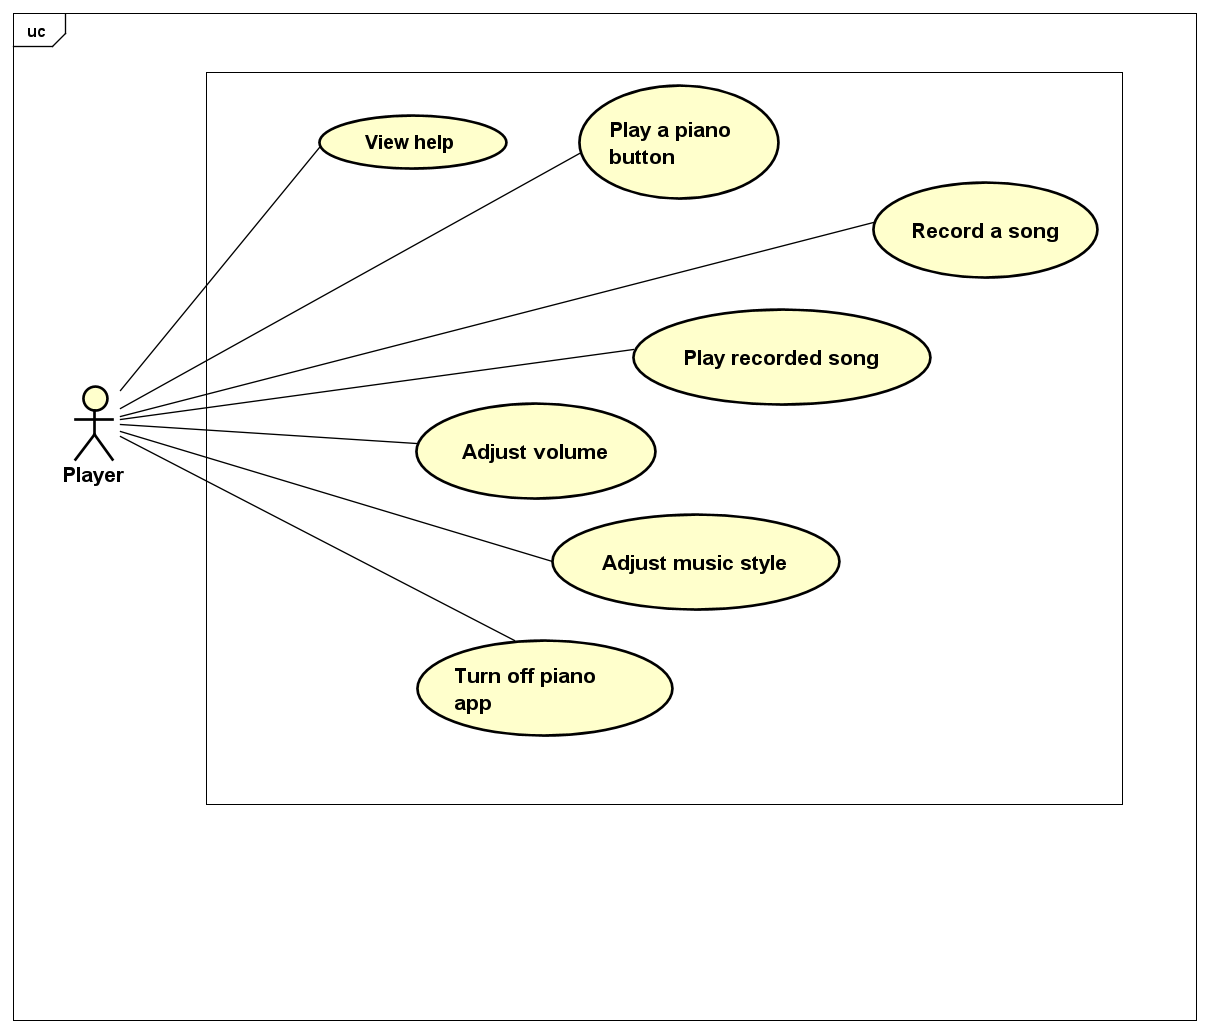 uc
View help
Play a piano
button
Record a song
Play recorded song
Player
Adjust volume
Adjust music style
Turn off piano
app